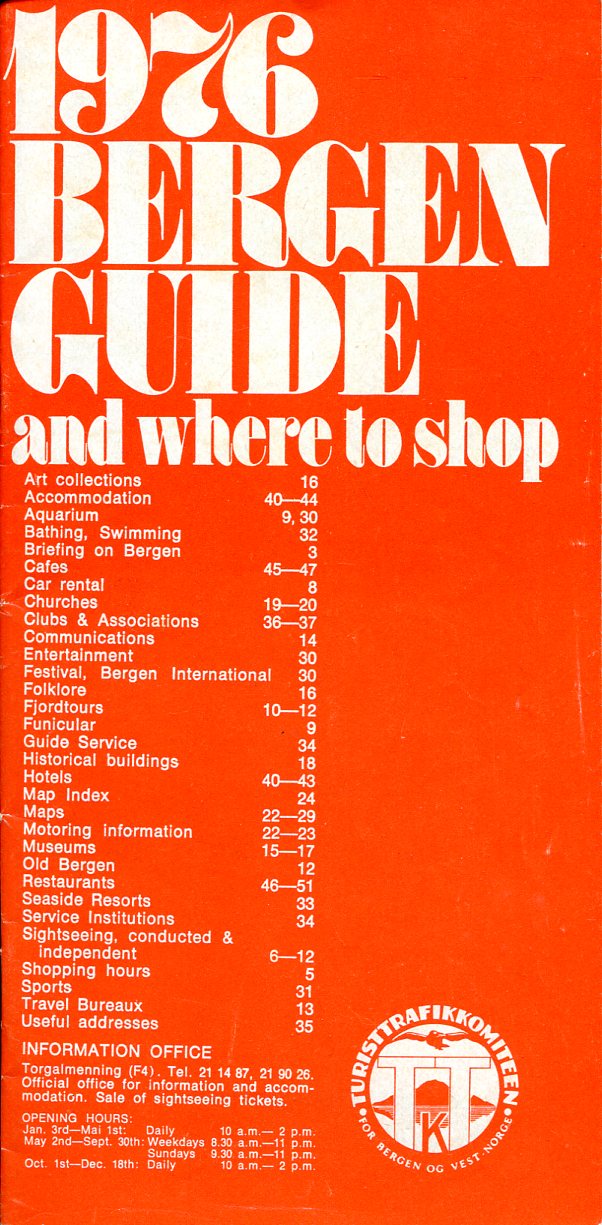 1976
BERGEN
GUIDE
and where to shop
Art collections 16
Accommodation 40—44
Aquarium 9, 30
Bathing, Swimming 32
Briefing on Bergen 3
Cafes 45—47
Car rental 8
Churches 19—20
Clubs & Associations 36—37
Communications 14
Entertainment 30
Festival, Bergen International 30
Folklore 16
Fjordtours 10—12
Funicular 9
Guide Service 34
Historical buildings 18
Hotels 40—43
Map Index 24
Maps 22—29
Motoring information 22—23
Museums 15—17
Old Bergen 12
Restaurants 46—51
Seaside Resorts 33
Service Institutions 34
Sightseeing, conducted &
independent 6—12
Shopping hours 5
Sports 31
Travel Bureaux 13
Useful addresses 35
INFORMATION OFFICE
Torgalmenning (F4). Tel. 21 14 87, 21 90 26.
Official office for information and accom-
modation. Sale of sightseeing tickets.
OPENING HOURS:
Jan. 3rd—Mai 1st: Daily 10 a.m.— 2 p.m.
May 2nd—Sept. 30th: Weekdays 8.30 a.m.—11 p.m.
Sundays 9.30 a.m.—11 p.m.
Oct. 1st—Dec. 18th: Daily 10 a.m.— 2 p.m.
TURISTTRAFIKKOMITEEN
TKT
• FOR BERGEN OG VEST-NORGE •